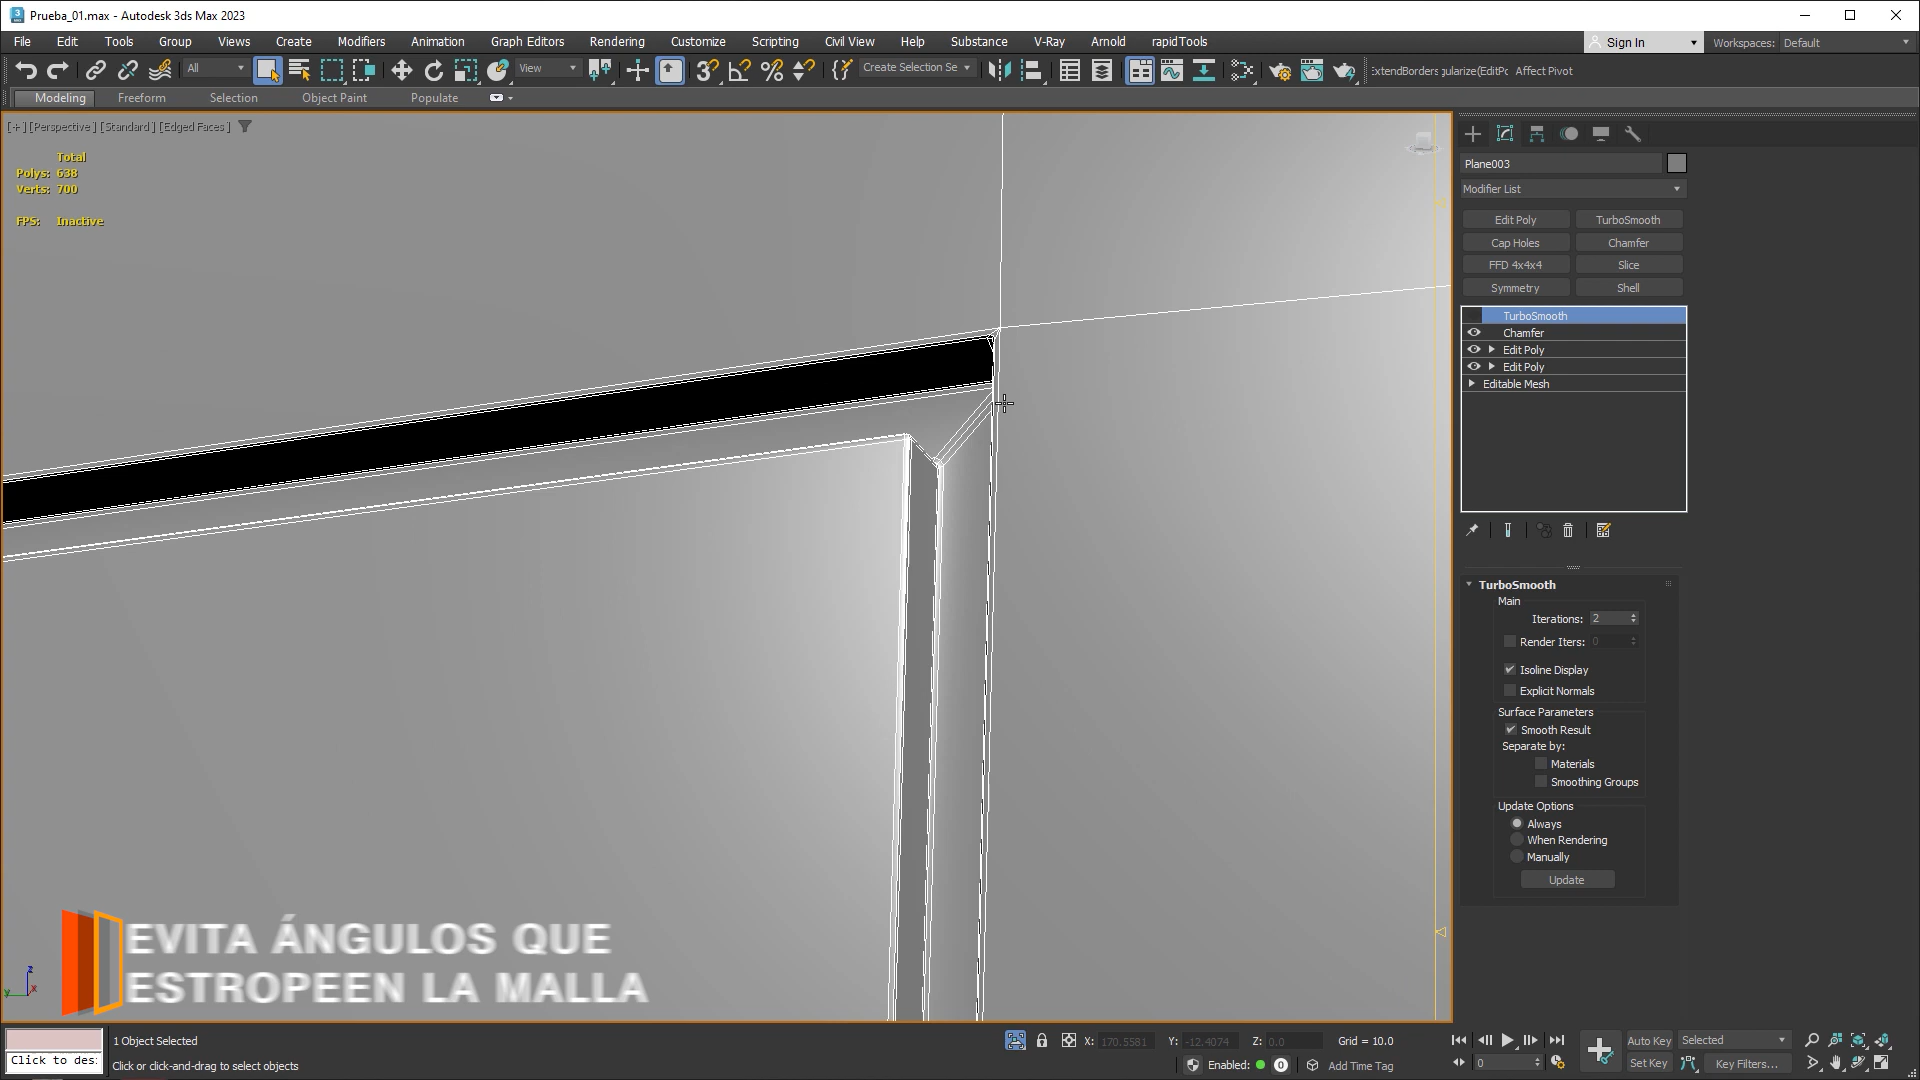 Prueba_01.max - Autodesk 3ds Max 2023
File Edit Tools Group Views Create Modifiers Animation Graph Editors Rendering Customize Scripting Civil View Help Substance V-Ray Arnold rapidTools Sign In Workspaces: Default
All View Create Selection Se ExtendBorders gularize(EditPc Affect Pivot
Modeling Freeform Selection Object Paint Populate
[+] [Perspective] [Standard] [Edged Faces]
Total
Polys: 638
Verts: 700
FPS: Inactive
Plane003
Modifier List
Edit Poly TurboSmooth
Cap Holes Chamfer
FFD 4x4x4 Slice
Symmetry Shell
TurboSmooth
Chamfer
Edit Poly
Edit Poly
Editable Mesh
TurboSmooth
Main
Iterations: 2
Render Iters: 0
Isoline Display
Explicit Normals
Surface Parameters
Smooth Result
Separate by:
Materials
Smoothing Groups
Update Options
Always
When Rendering
Manually
Update
EVITA ÁNGULOS QUE
ESTROPEEN LA MALLA
z
y x
1 Object Selected X: 170.5581 Y: -12.4074 Z: 0.0 Grid = 10.0 Auto Key Selected
Click to des Click or click-and-drag to select objects Enabled: 0 Add Time Tag 0 Set Key Key Filters...